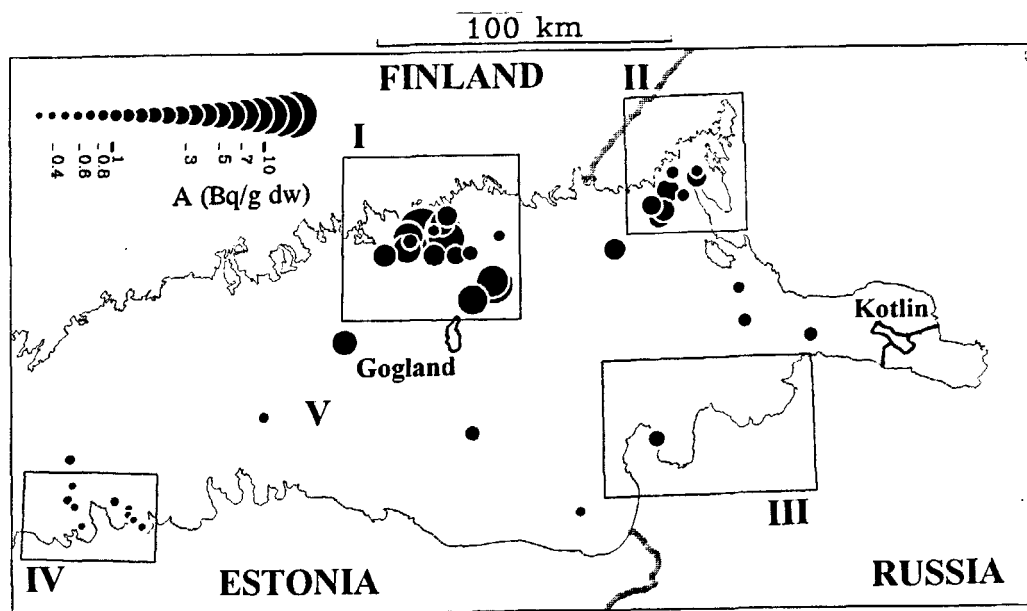 100 km
FINLAND
II
I
0.4
0.6
0.8
1
3
5
7
10
A (Bq/g dw)
Kotlin
Gogland
V
III
IV
ESTONIA
RUSSIA